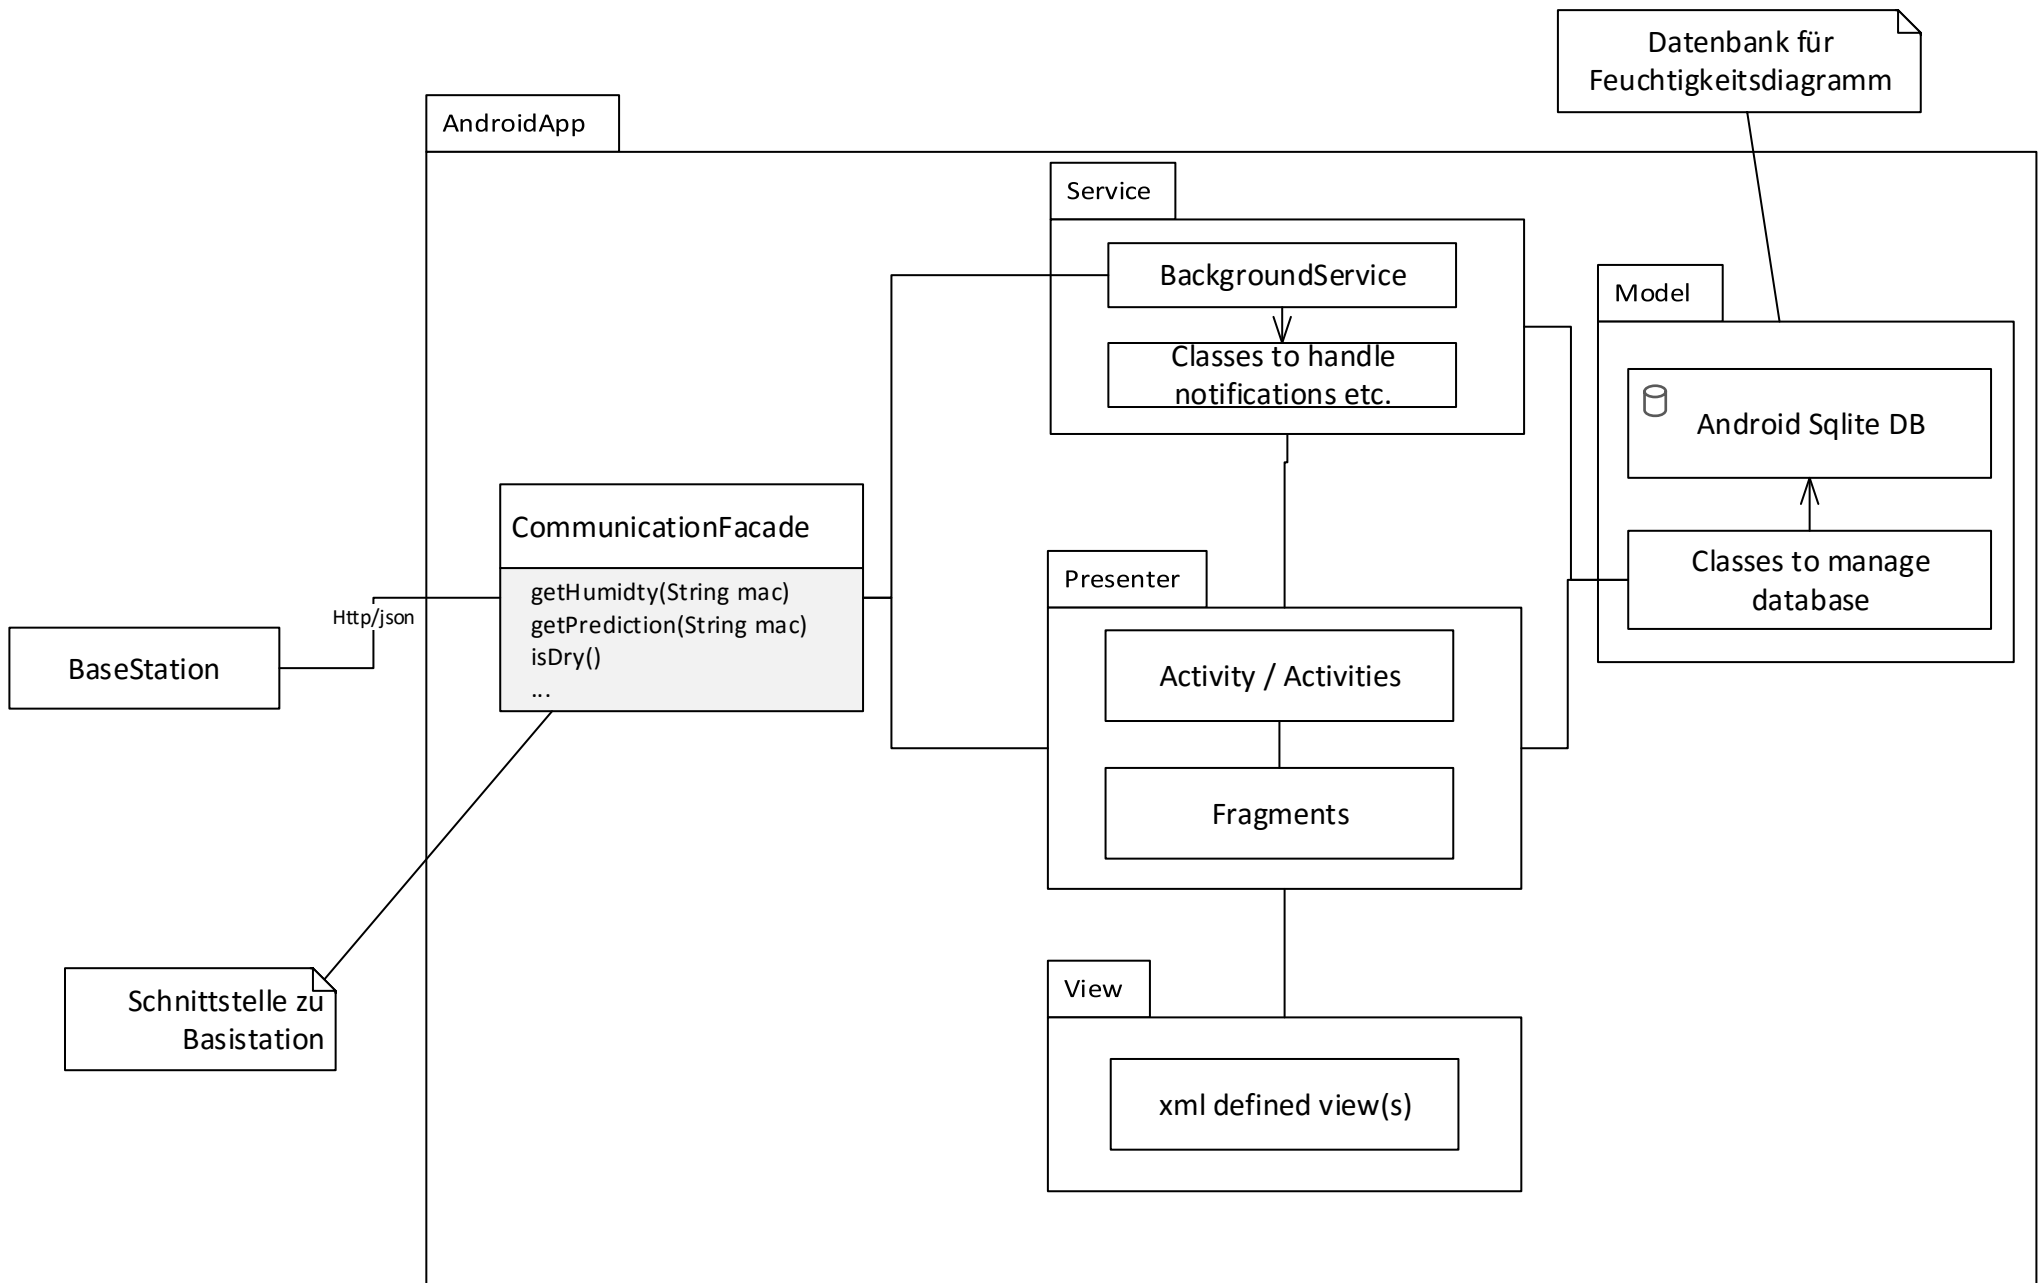 Datenbank für
Feuchtigkeitsdiagramm
AndroidApp
Service
BackgroundService
Classes to handle
notifications etc.
Model
Android Sqlite DB
Classes to manage
database
CommunicationFacade
getHumidty(String mac)
getPrediction(String mac)
isDry()
...
Http/json
BaseStation
Presenter
Activity / Activities
Fragments
Schnittstelle zu
Basistation
View
xml defined view(s)